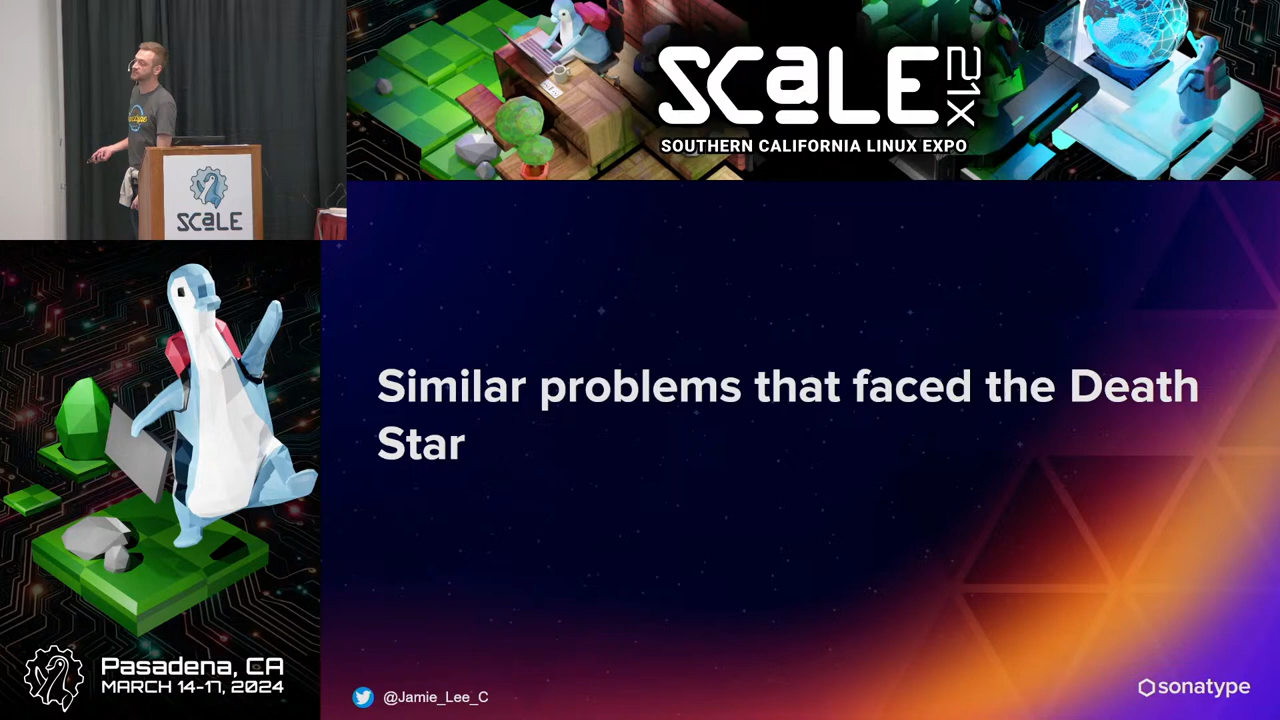 SCALE 21X
SOUTHERN CALIFORNIA LINUX EXPO
SCALE
Similar problems that faced the Death
Star
Pasadena, CA
MARCH 14-17, 2024
@Jamie_Lee_C
sonatype